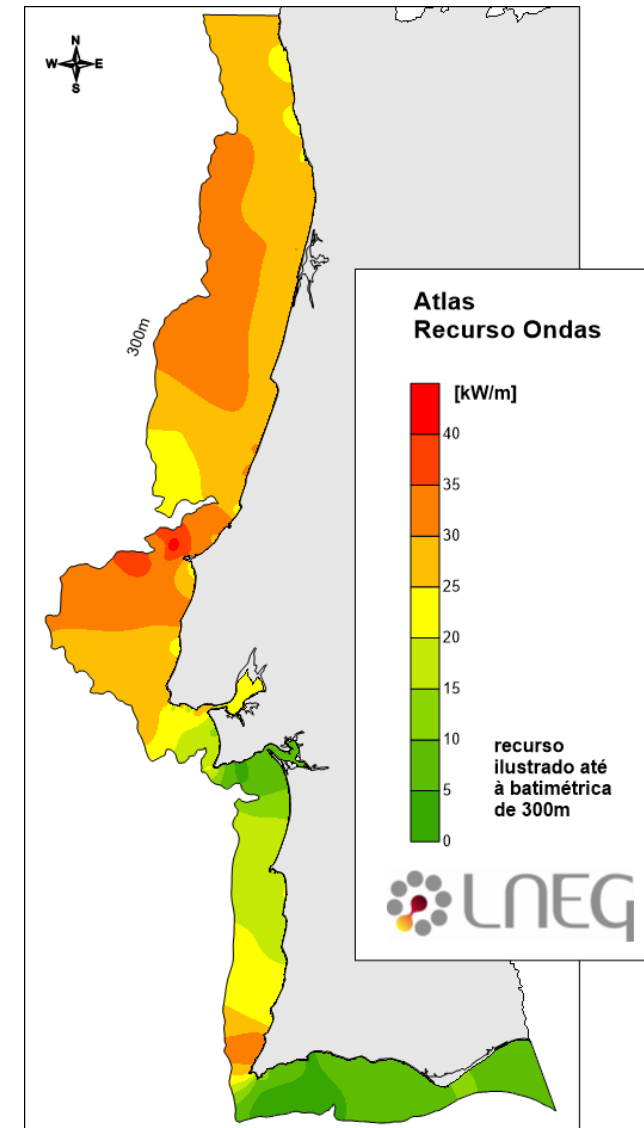 N
W E
S
300m
Atlas
Recurso Ondas
[kW/m]
40
35
30
25
20
15
10
5
0
recurso
ilustrado até
à batimétrica
de 300m
LNEG